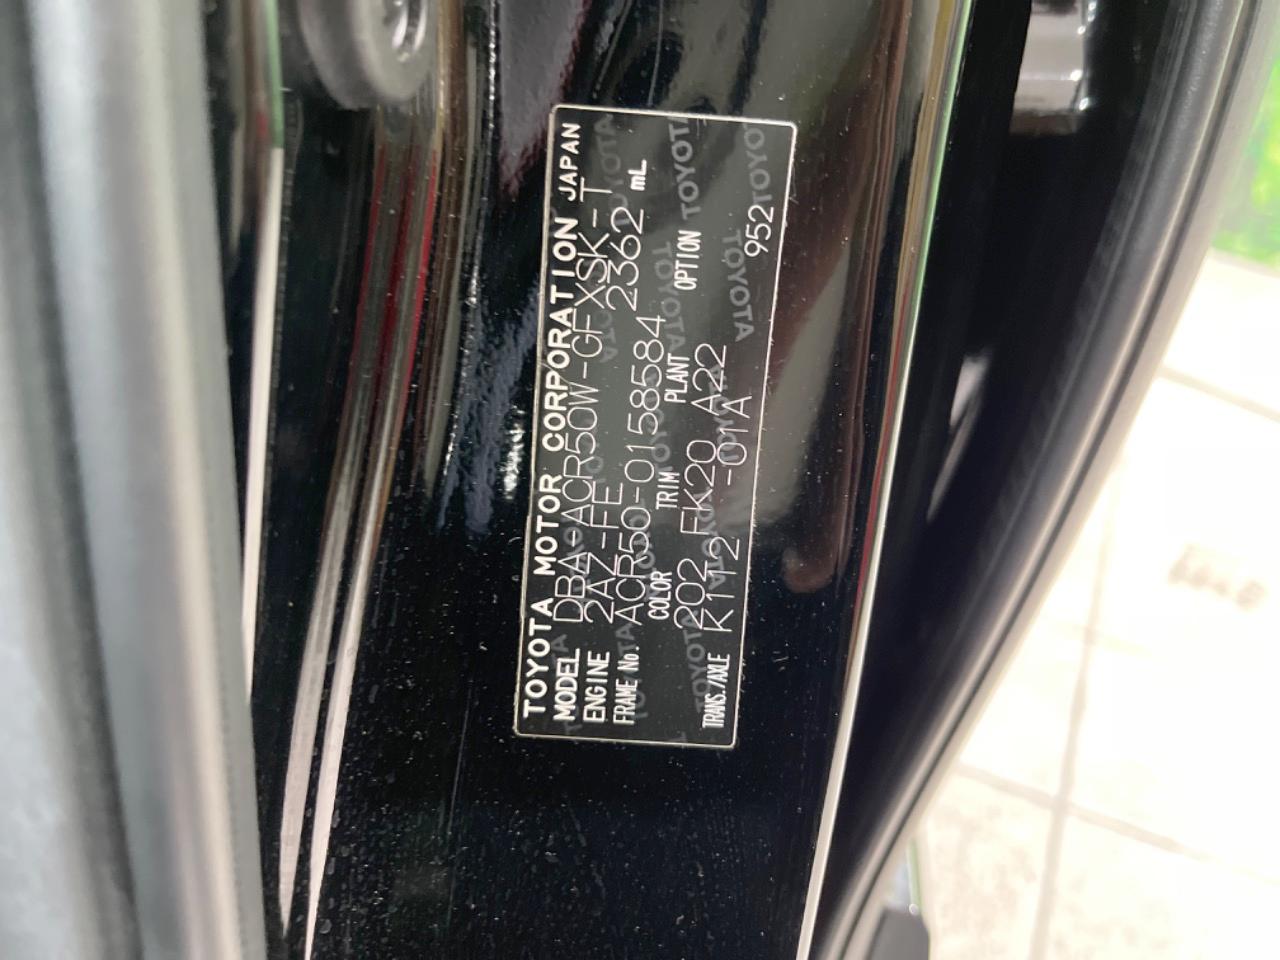 TOYOTA MOTOR CORPORATION JAPAN
MODEL DBA-ACR50W-GFXSK-T
ENGINE 2AZ-FE 2362 mL
FRAME No. ACR50-0158584
COLOR TRIM PLANT OPTION
202 FK20 A22
TRANS./AXLE K112 -01A 952